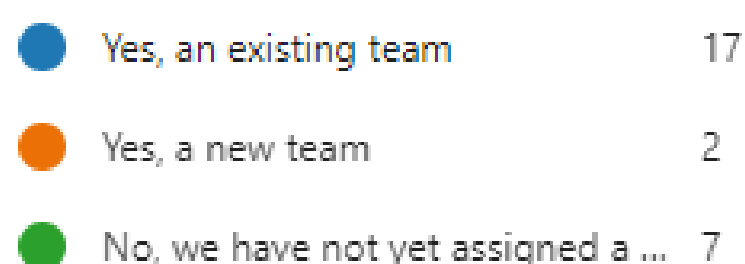 Yes, an existing team 17
Yes, a new team 2
No, we have not yet assigned a ... 7